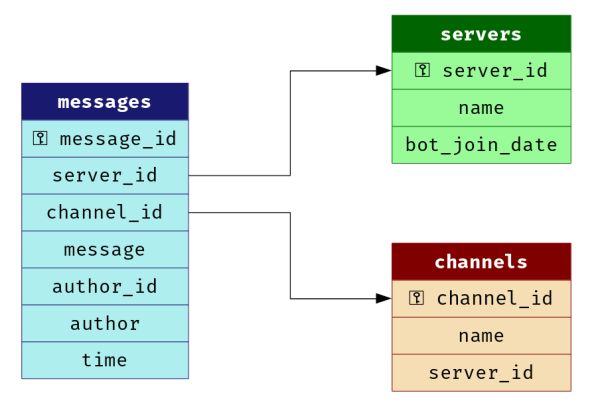 messages
message_id
server_id
channel_id
message
author_id
author
time
servers
server_id
name
bot_join_date
channels
channel_id
name
server_id